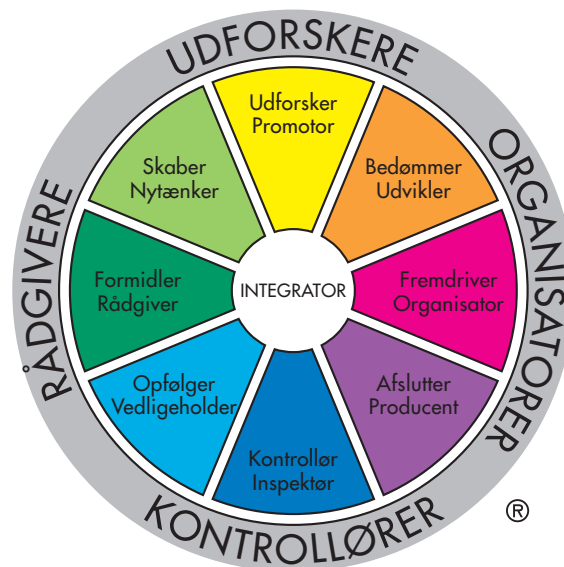 UDFORSKERE
ORGANISATORER
KONTROLLØRER
RÅDGIVERE
Udforsker
Promotor
Bedømmer
Udvikler
Fremdriver
Organisator
Afslutter
Producent
Kontrollør
Inspektør
Opfølger
Vedligeholder
Formidler
Rådgiver
Skaber
Nytænker
INTEGRATOR
®